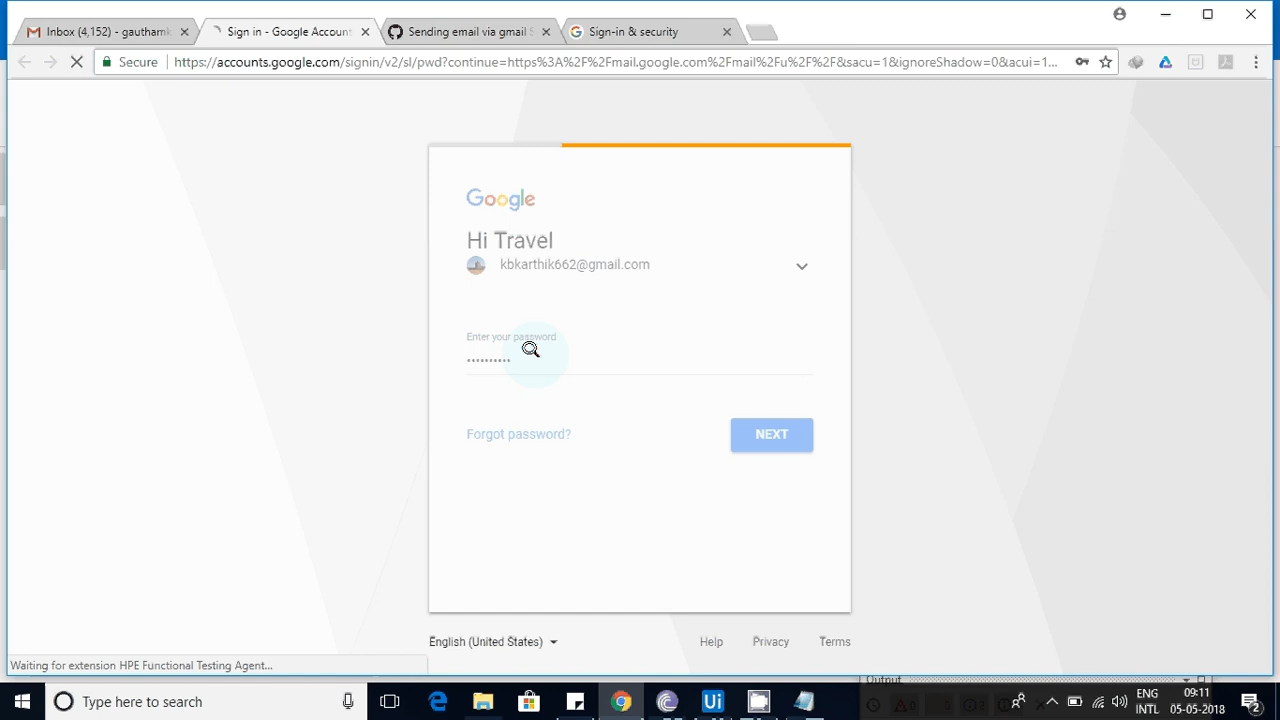 Inbox (4,152) - gauthamk
Sign in - Google Account
Sending email via gmail S
Sign-in & security
Secure
https://accounts.google.com/signin/v2/sl/pwd?continue=https%3A%2F%2Fmail.google.com%2Fmail%2Fu%2F%2F&sacu=1&ignoreShadow=0&acui=1...
Google
Hi Travel
kbkarthik662@gmail.com
Enter your password
••••••••••
Forgot password?
NEXT
English (United States)
Help
Privacy
Terms
Waiting for extension HPE Functional Testing Agent...
Output
Type here to search
Ui
ENG
INTL
09:11
05-05-2018
2